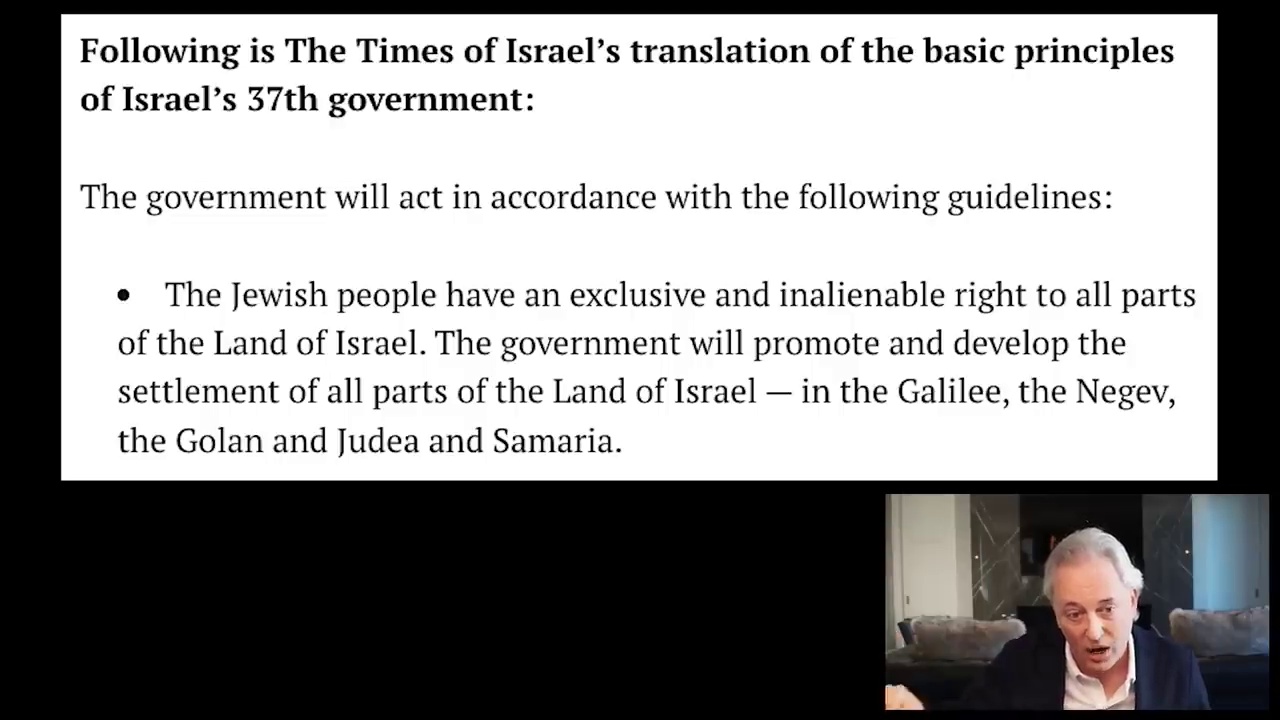 Following is The Times of Israel’s translation of the basic principles
of Israel’s 37th government:
The government will act in accordance with the following guidelines:
• The Jewish people have an exclusive and inalienable right to all parts
of the Land of Israel. The government will promote and develop the
settlement of all parts of the Land of Israel — in the Galilee, the Negev,
the Golan and Judea and Samaria.